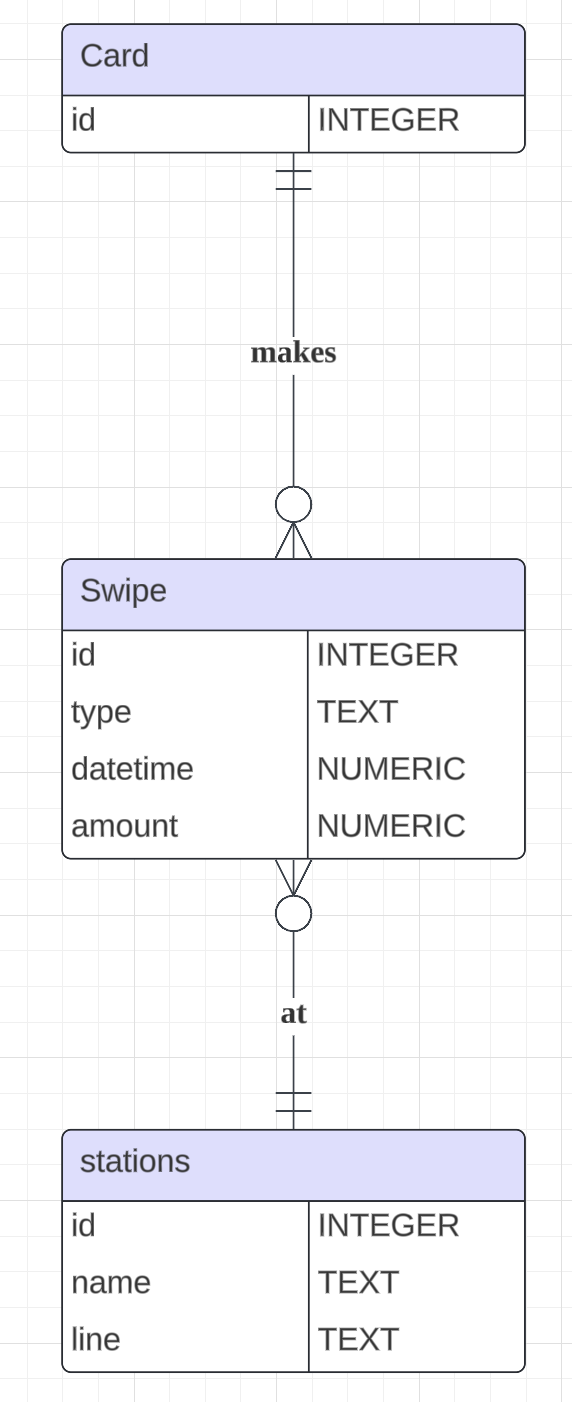 Card
id INTEGER
makes
Swipe
id INTEGER
type TEXT
datetime NUMERIC
amount NUMERIC
at
stations
id INTEGER
name TEXT
line TEXT